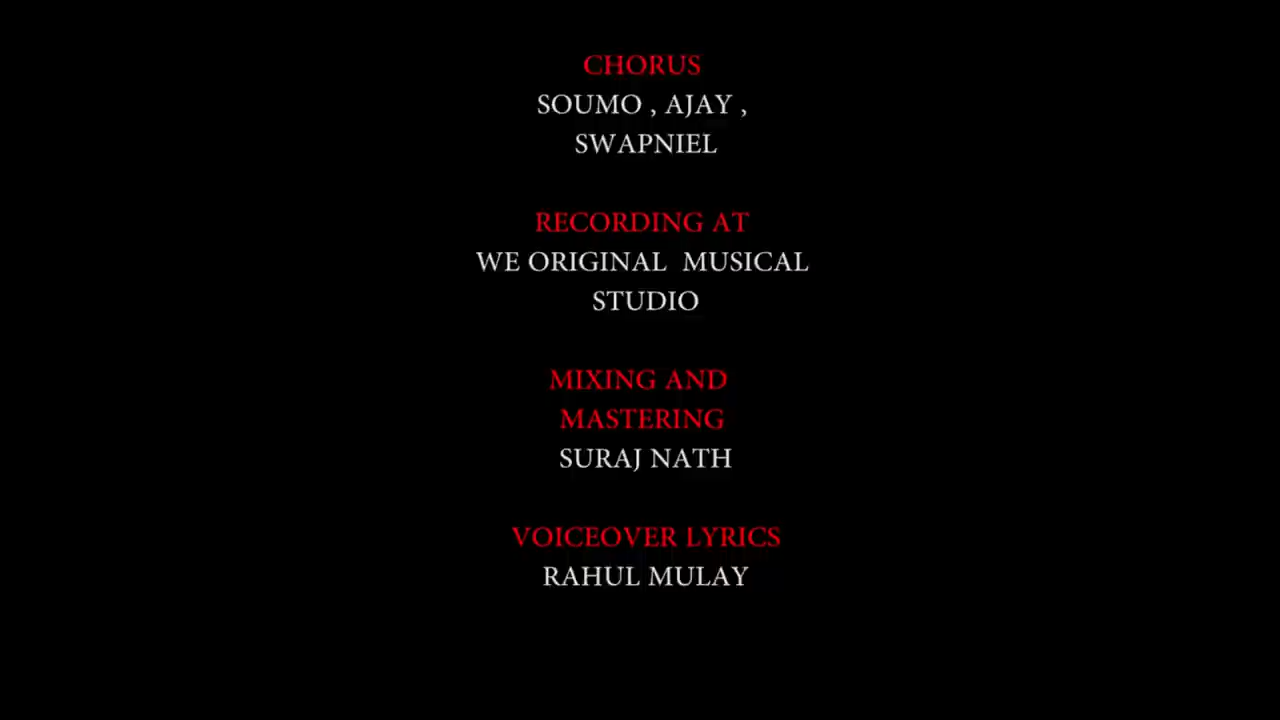 CHORUS
SOUMO , AJAY ,
SWAPNIEL
RECORDING AT
WE ORIGINAL  MUSICAL
STUDIO
MIXING AND
MASTERING
SURAJ NATH
VOICEOVER LYRICS
RAHUL MULAY